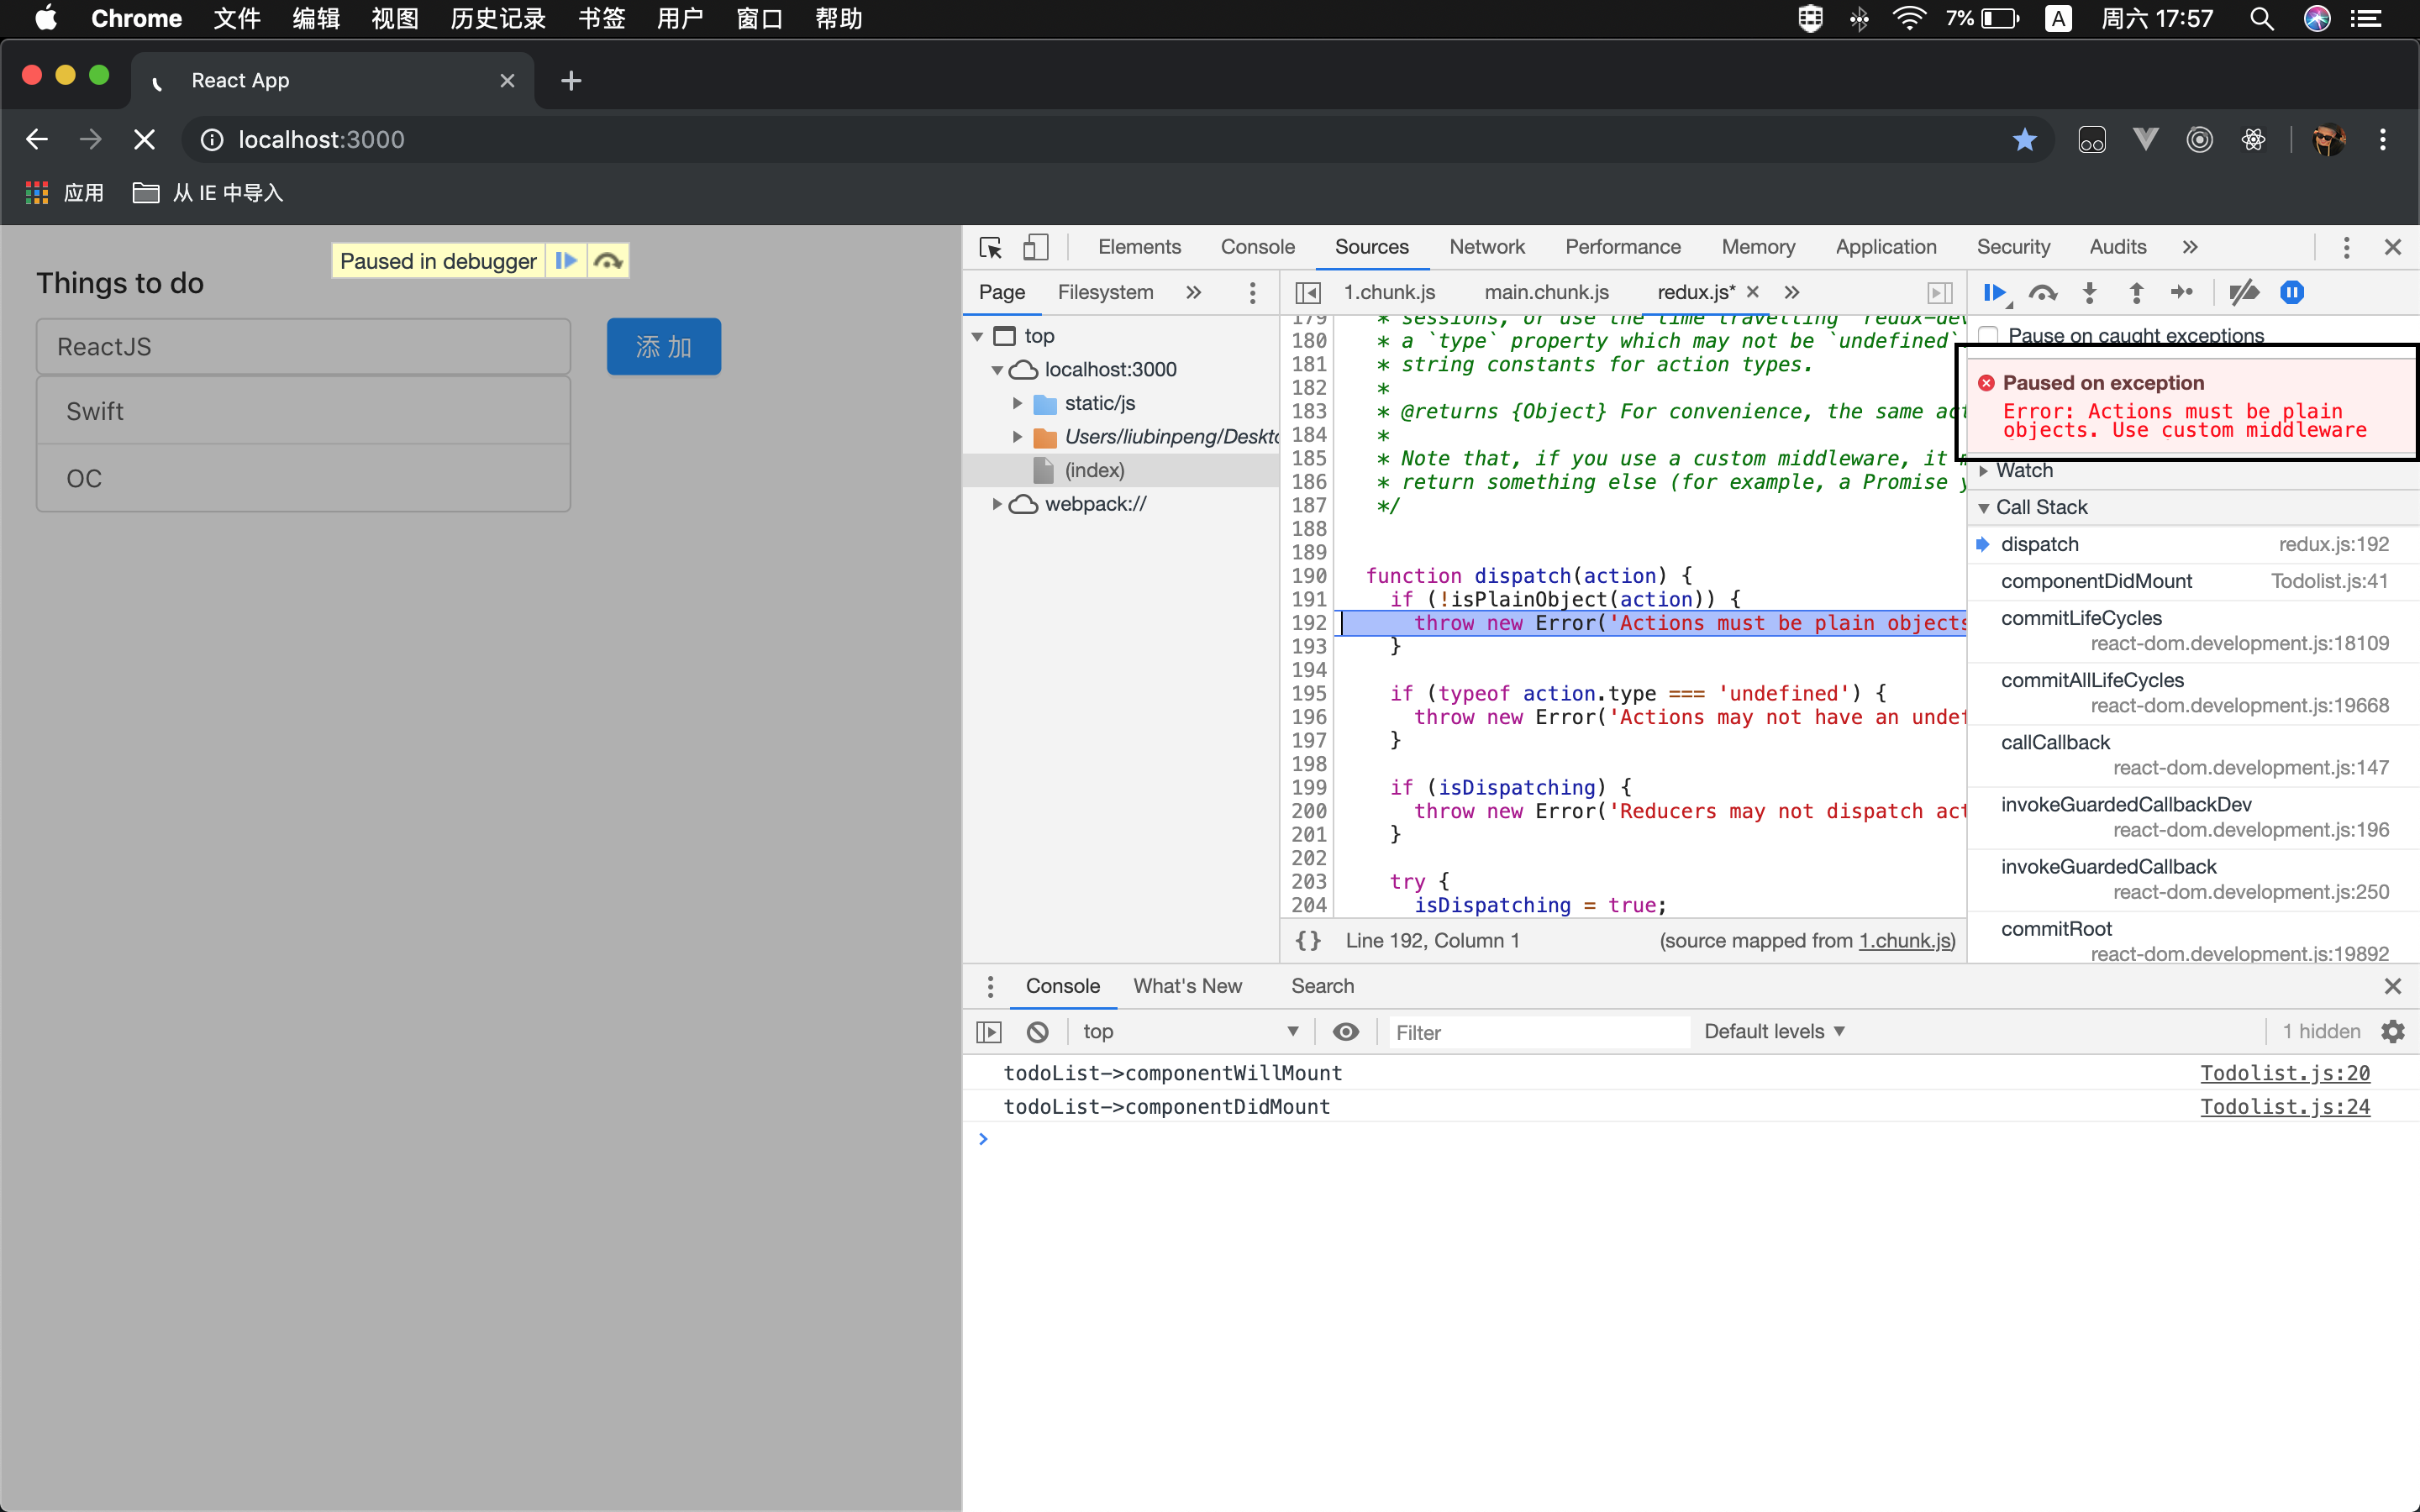 Chrome 文件 编辑 视图 历史记录 书签 用户 窗口 帮助 7% A 周六 17:57
React App
localhost:3000
应用 从 IE 中导入
Paused in debugger
Things to do
ReactJS 添 加
Swift
OC
Elements Console Sources Network Performance Memory Application Security Audits
Page Filesystem
1.chunk.js main.chunk.js redux.js*
top
localhost:3000
static/js
Users/liubinpeng/Deskto
(index)
webpack://
179 * sessions, or use the time travelling `redux-dev
180 * a `type` property which may not be `undefined`
181 * string constants for action types.
182 *
183 * @returns {Object} For convenience, the same act
184 *
185 * Note that, if you use a custom middleware, it m
186 * return something else (for example, a Promise y
187 */
188
189
190 function dispatch(action) {
191 if (!isPlainObject(action)) {
192 throw new Error('Actions must be plain objects
193 }
194
195 if (typeof action.type === 'undefined') {
196 throw new Error('Actions may not have an undef
197 }
198
199 if (isDispatching) {
200 throw new Error('Reducers may not dispatch act
201 }
202
203 try {
204 isDispatching = true;
{} Line 192, Column 1 (source mapped from 1.chunk.js)
Pause on caught exceptions
Paused on exception
Error: Actions must be plain
objects. Use custom middleware
Watch
Call Stack
dispatch redux.js:192
componentDidMount Todolist.js:41
commitLifeCycles
react-dom.development.js:18109
commitAllLifeCycles
react-dom.development.js:19668
callCallback
react-dom.development.js:147
invokeGuardedCallbackDev
react-dom.development.js:196
invokeGuardedCallback
react-dom.development.js:250
commitRoot
react-dom.development.js:19892
Console What's New Search
top Filter Default levels 1 hidden
todoList->componentWillMount Todolist.js:20
todoList->componentDidMount Todolist.js:24